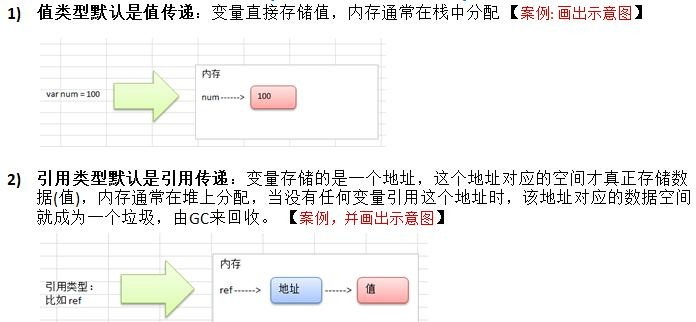 1) 值类型默认是值传递：变量直接存储值，内存通常在栈中分配【案例: 画出示意图】
内存
var num = 100
num------>
100
2) 引用类型默认是引用传递：变量存储的是一个地址，这个地址对应的空间才真正存储数
据(值)，内存通常在堆上分配，当没有任何变量引用这个地址时，该地址对应的数据空间
就成为一个垃圾，由GC来回收。【案例，并画出示意图】
内存
引用类型：
比如 ref
ref------>
地址
------>
值